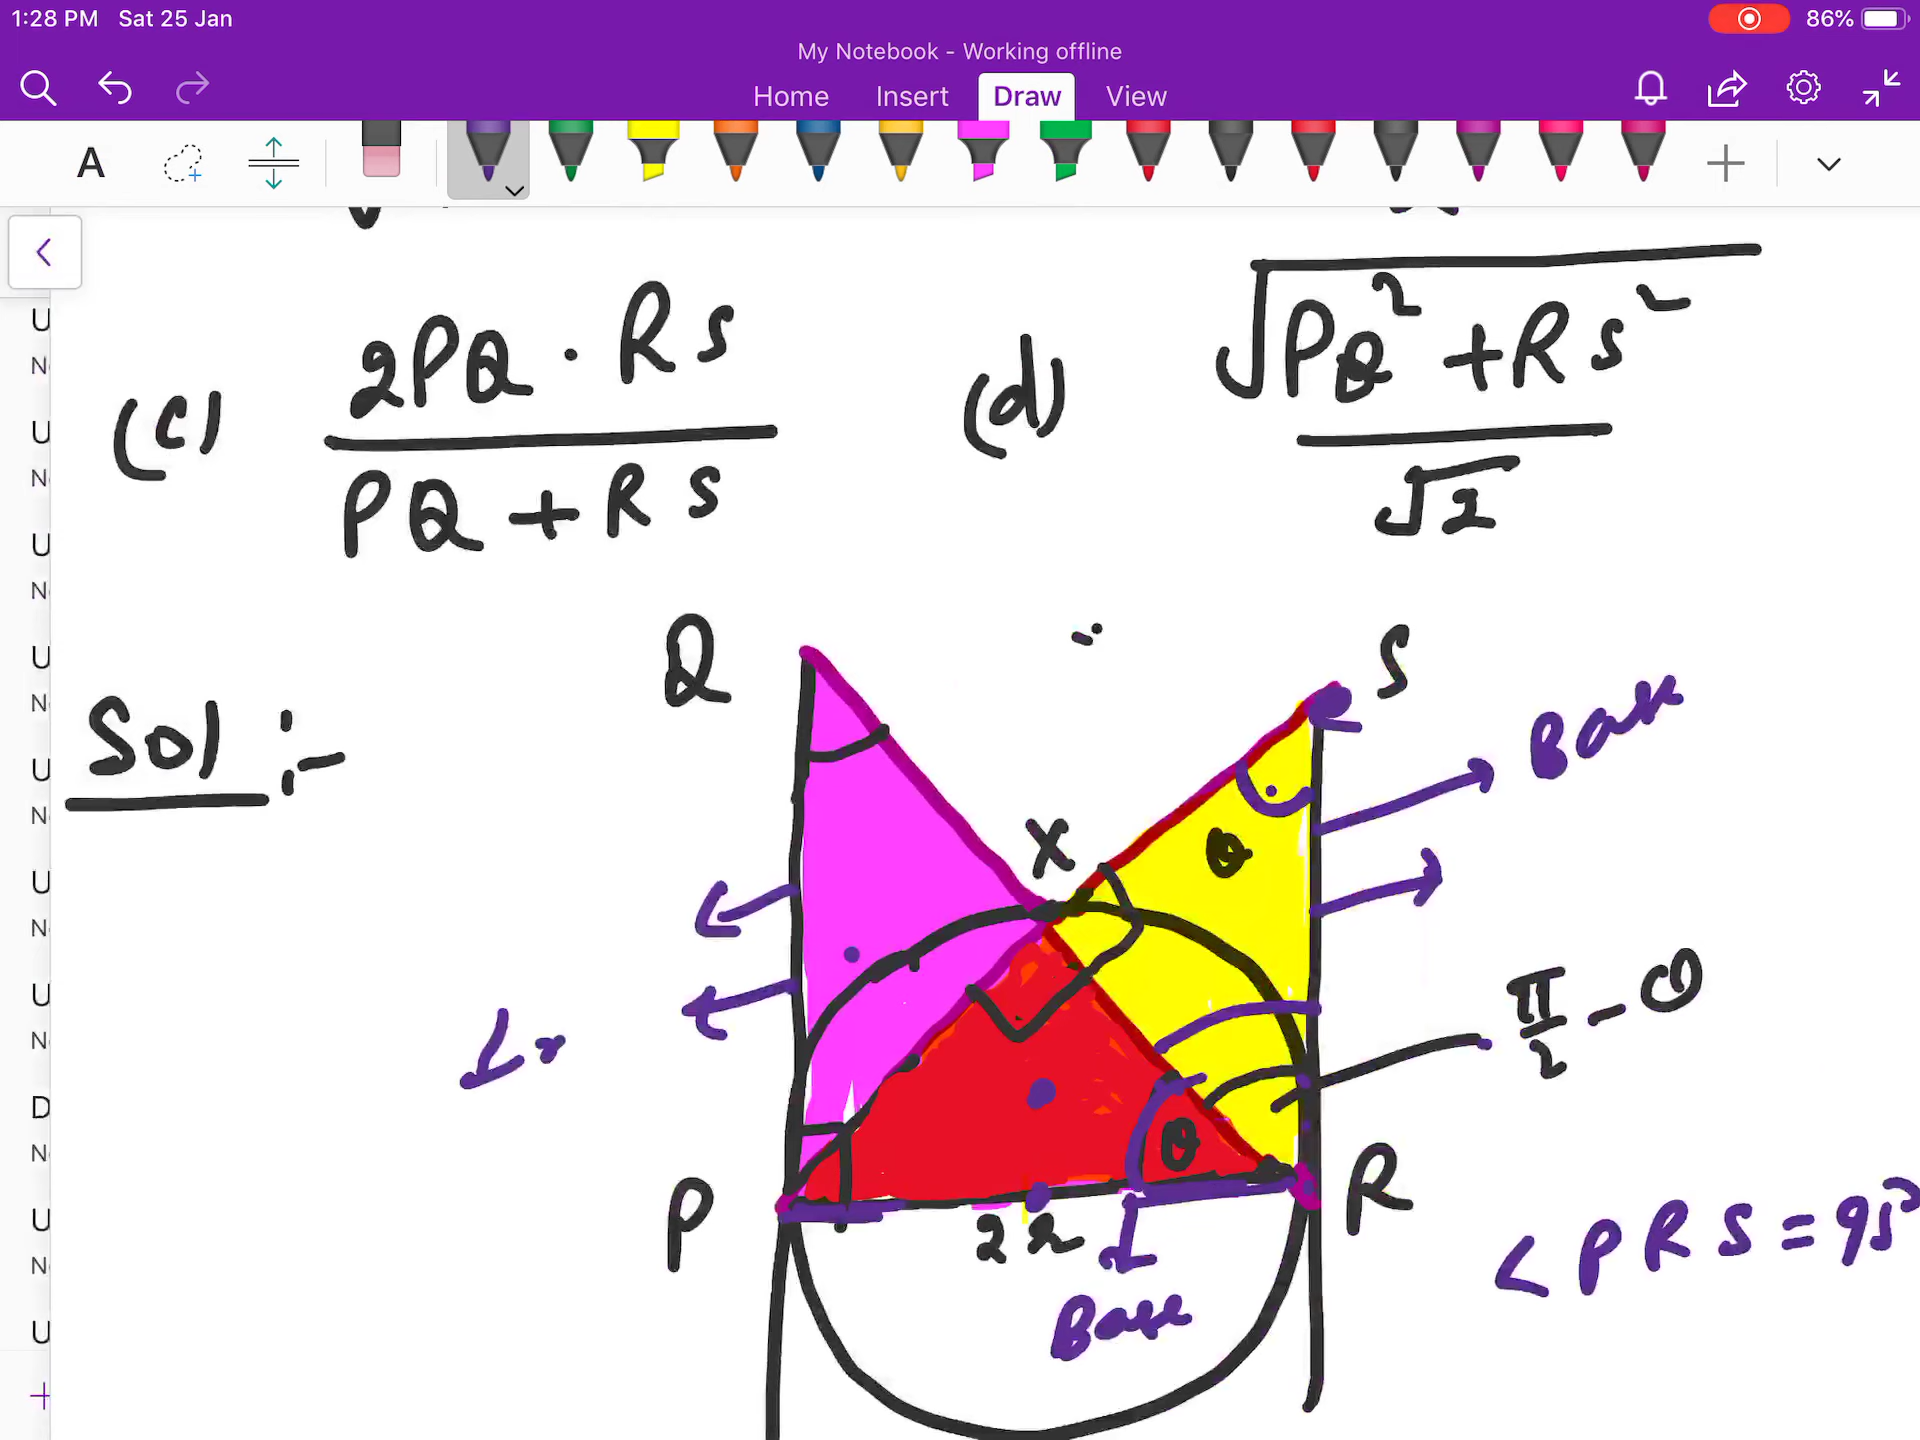 1:28 PM Sat 25 Jan
86%
My Notebook - Working offline
Home Insert Draw View
A
U
N
U
N
U
N
U
N
U
N
U
N
U
N
D
N
U
N
U
(c) 2PQ · RS
PQ + RS
(d) √PQ² + RS²
√2
Sol :-
Q
S
Base
X
θ
π/2 - θ
θ
P
R
2r
Base
< PRS = 90°